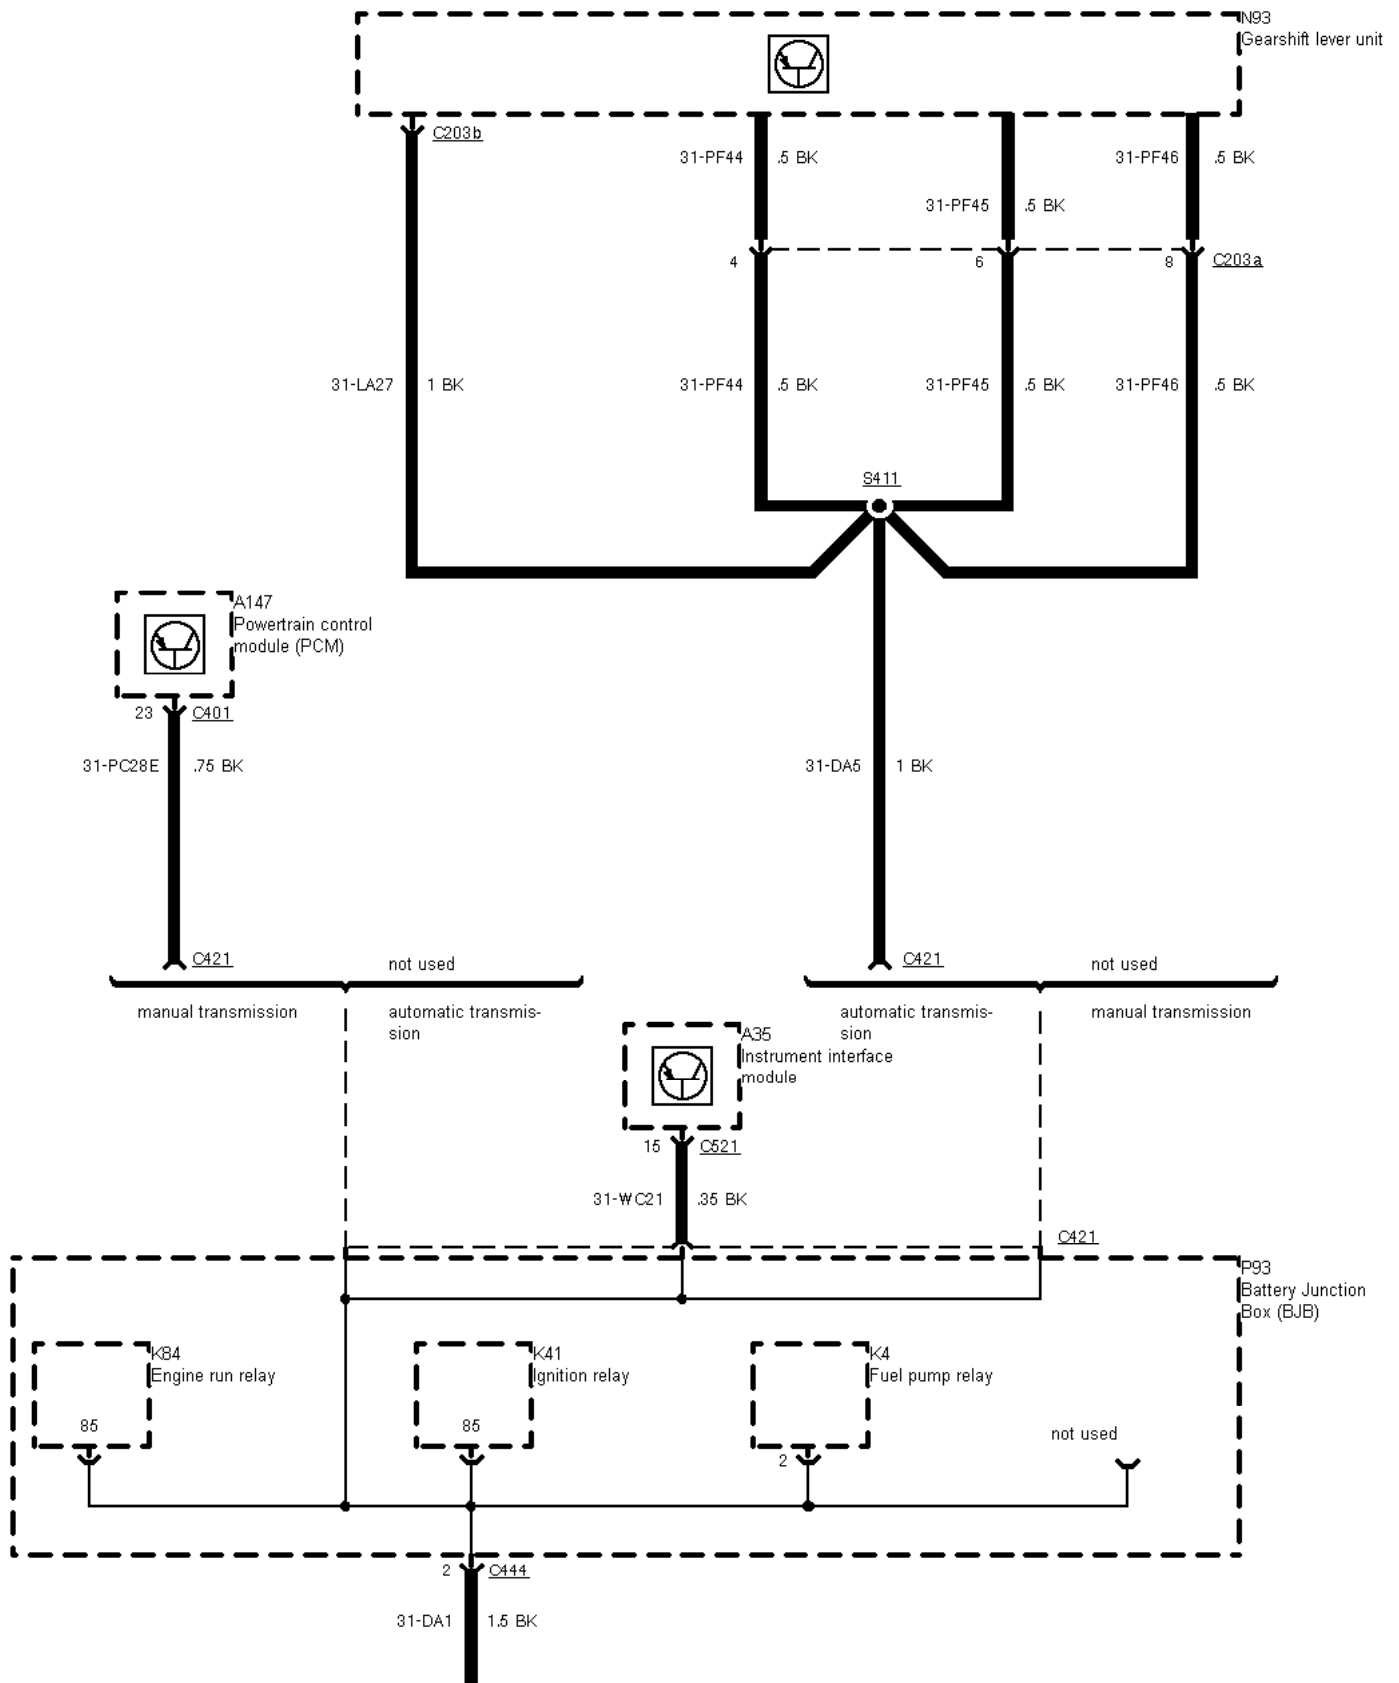 N93
Gearshift lever unit
C203b
31-PF44 .5 BK
31-PF46 .5 BK
31-PF45 .5 BK
4
6
8
C203a
31-LA27 1 BK
31-PF44 .5 BK
31-PF45 .5 BK
31-PF46 .5 BK
S411
A147
Powertrain control
module (PCM)
23 C401
31-PC28E .75 BK
31-DA5 1 BK
C421
not used
C421
not used
manual transmission
automatic transmis-
sion
automatic transmis-
sion
manual transmission
A35
Instrument interface
module
15 C521
31-WC21 .35 BK
C421
P93
Battery Junction
Box (BJB)
K84
Engine run relay
85
K41
Ignition relay
85
K4
Fuel pump relay
2
not used
2 C444
31-DA1 1.5 BK